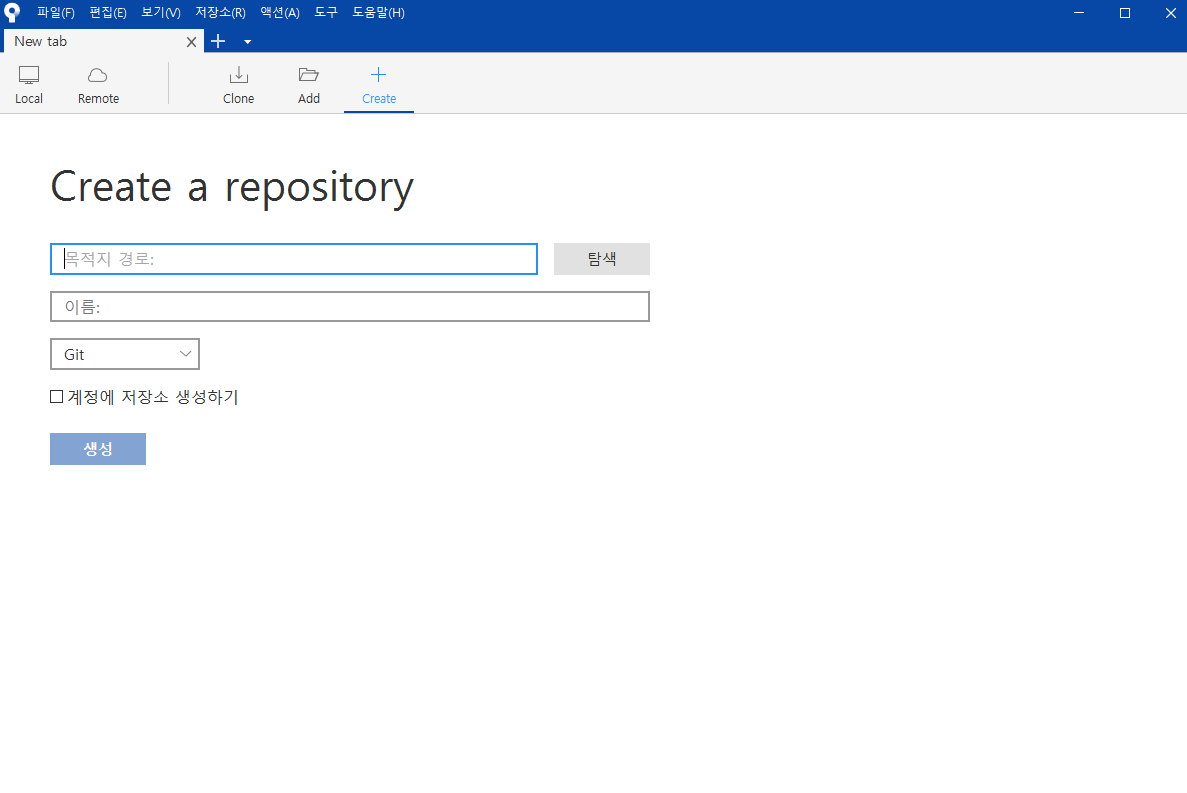 파일(F) 편집(E) 보기(V) 저장소(R) 액션(A) 도구 도움말(H)
New tab
Local Remote Clone Add Create
Create a repository
목적지 경로: 탐색
이름:
Git
계정에 저장소 생성하기
생성